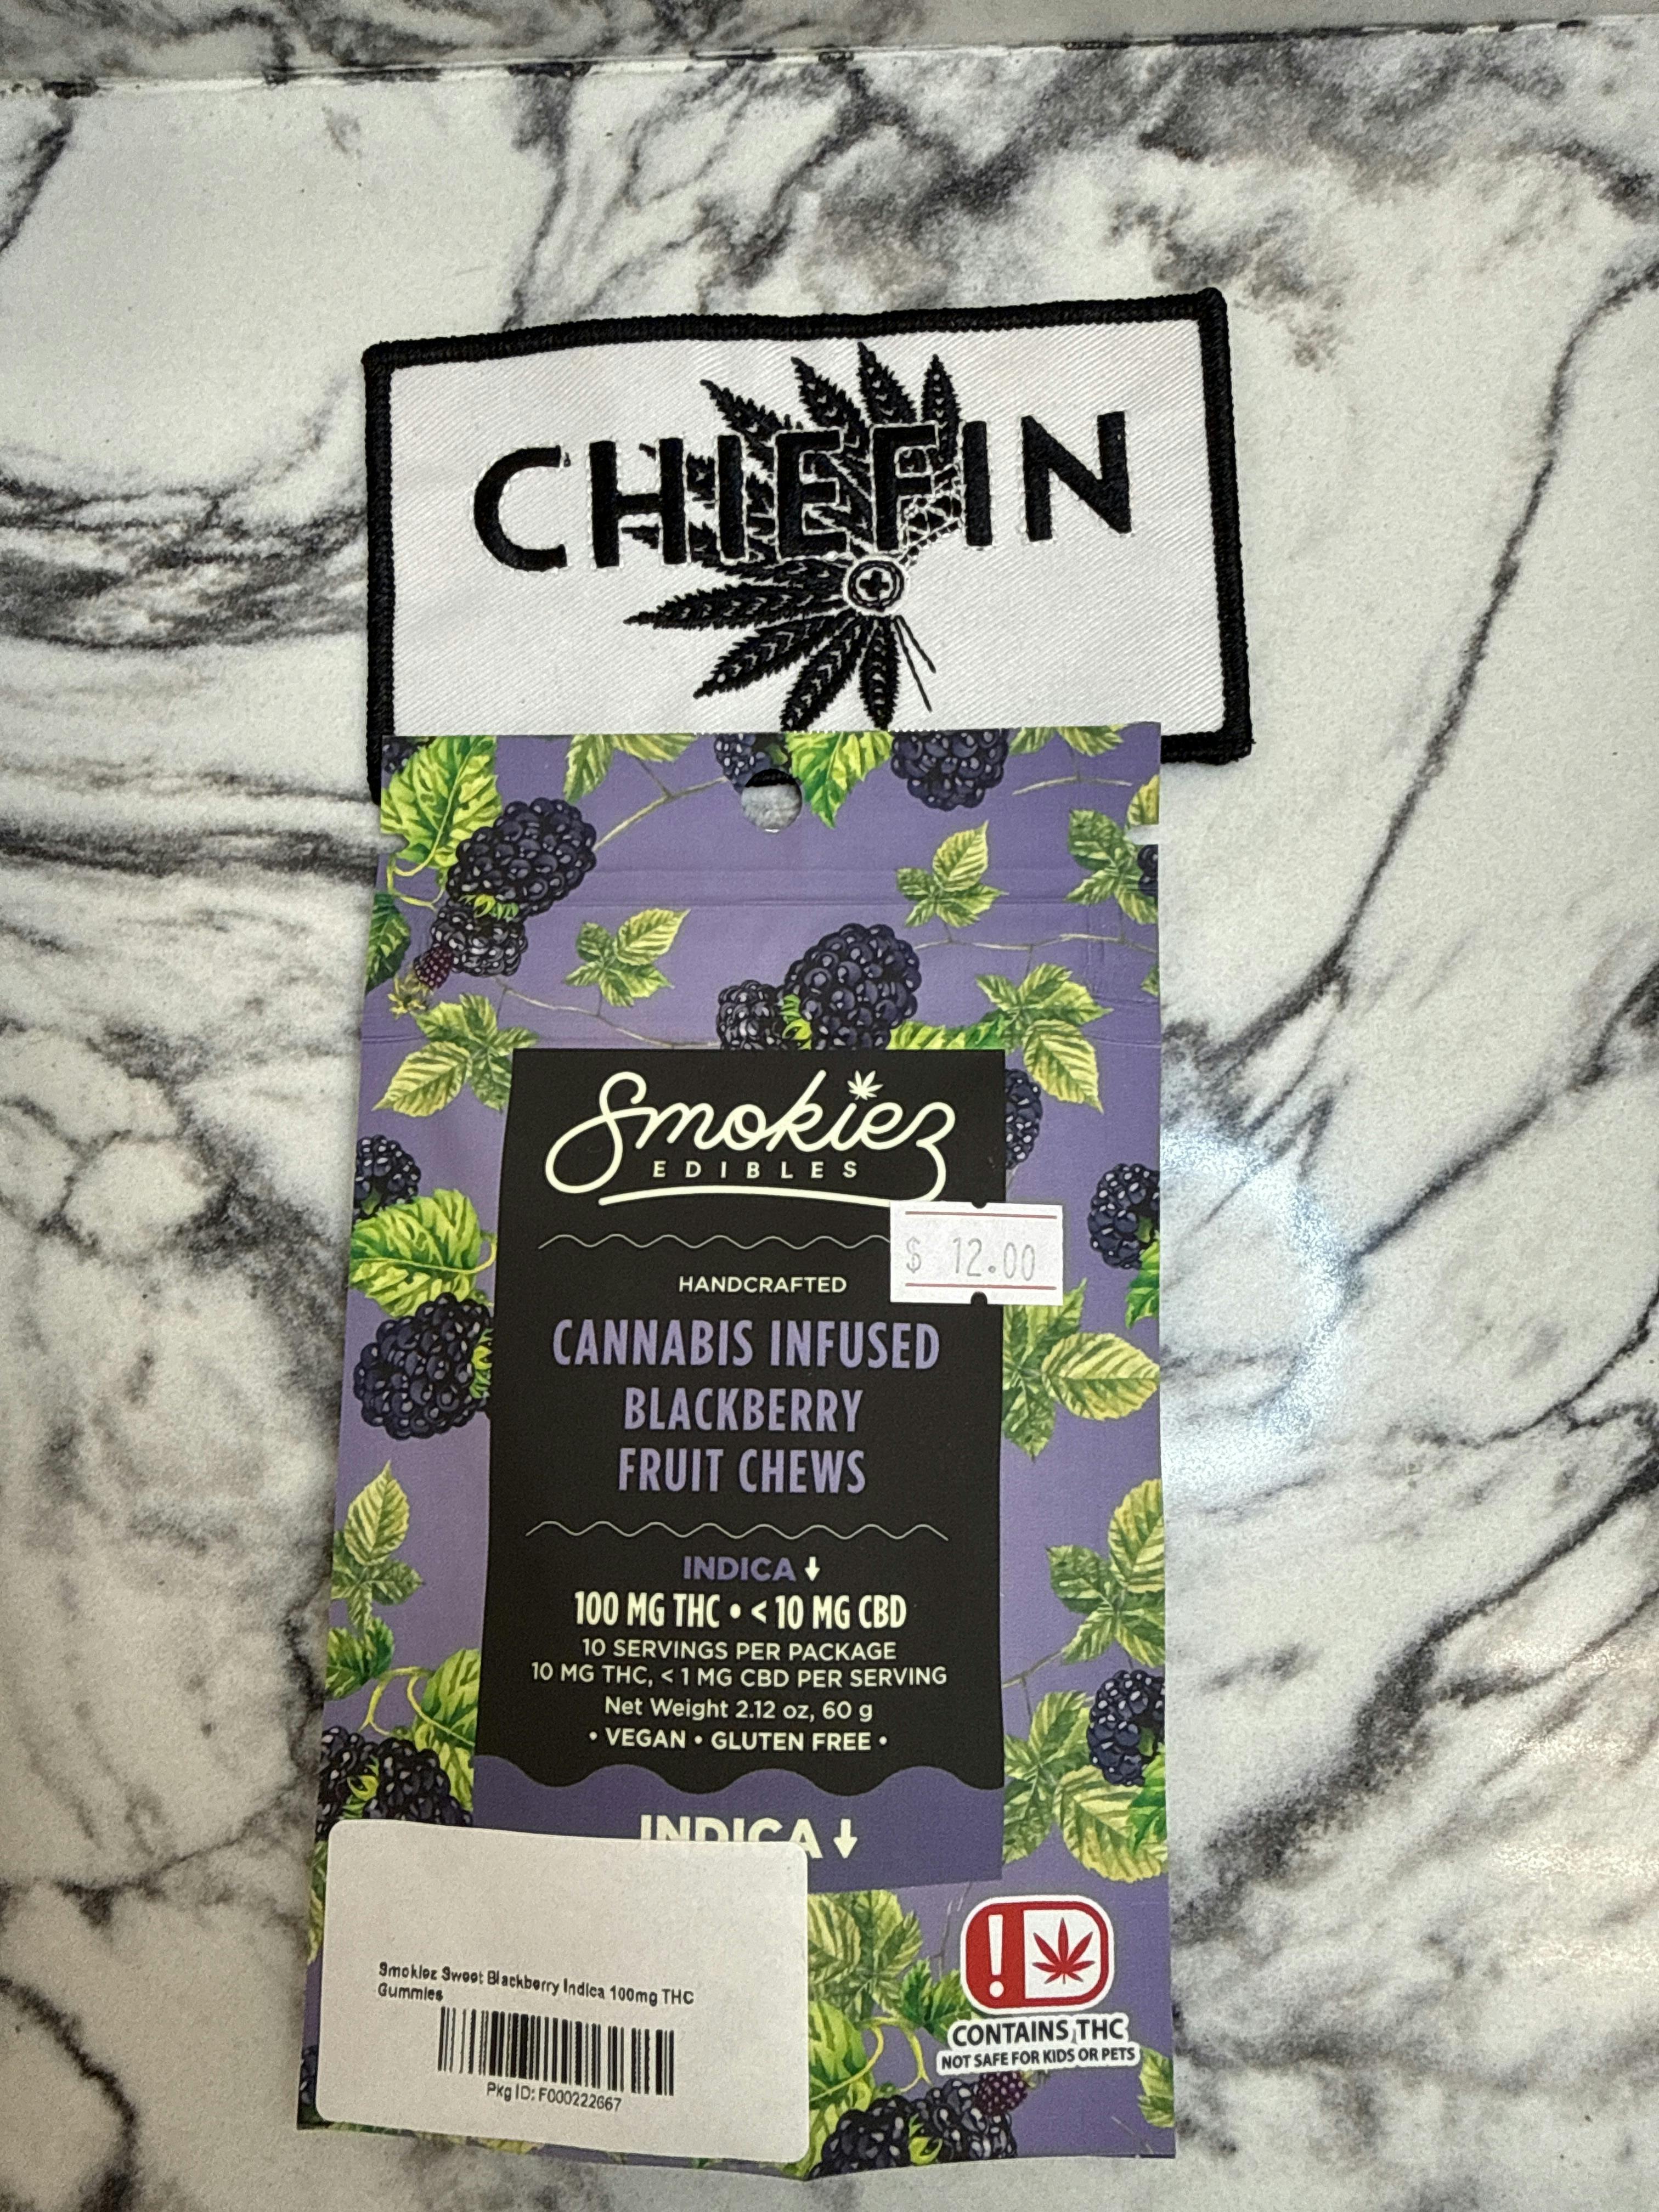 CHIEFIN
Smokiez
EDIBLES
$ 12.00
HANDCRAFTED
CANNABIS INFUSED
BLACKBERRY
FRUIT CHEWS
INDICA
100 MG THC • < 10 MG CBD
10 SERVINGS PER PACKAGE
10 MG THC, < 1 MG CBD PER SERVING
Net Weight 2.12 oz, 60 g
• VEGAN • GLUTEN FREE •
INDICA
Smokiez Sweet Blackberry Indica 100mg THC
Gummies
Pkg ID: F000222667
!
CONTAINS THC
NOT SAFE FOR KIDS OR PETS